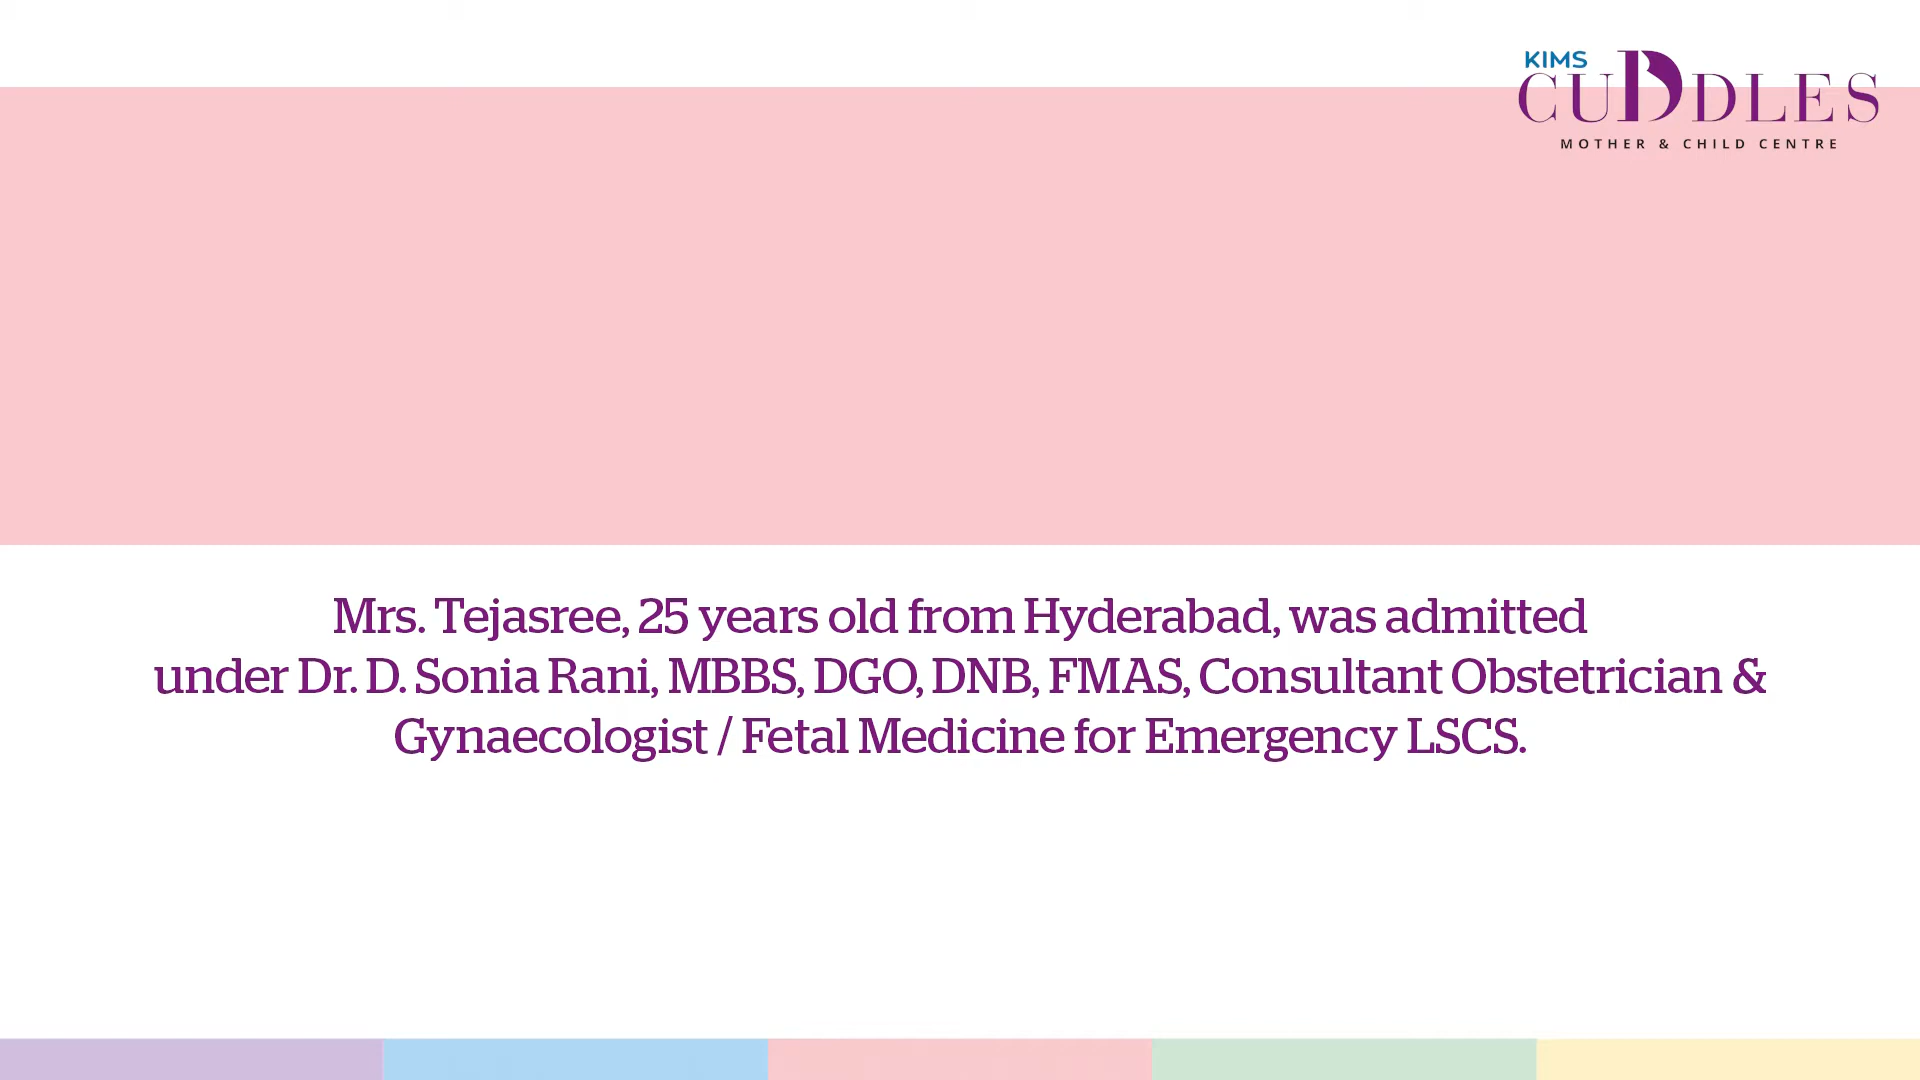 KIMS
CUDDLES
MOTHER & CHILD CENTRE
Mrs. Tejasree, 25 years old from Hyderabad, was admitted
under Dr. D. Sonia Rani, MBBS, DGO, DNB, FMAS, Consultant Obstetrician &
Gynaecologist / Fetal Medicine for Emergency LSCS.